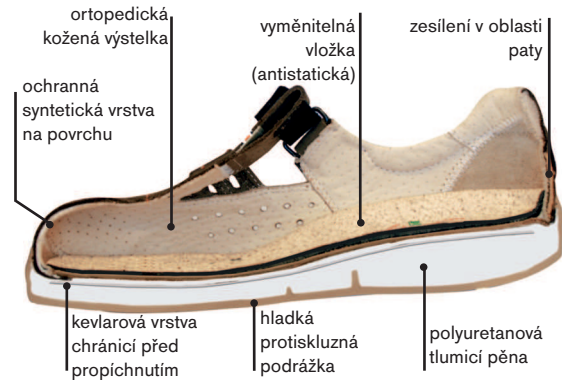 ortopedická
kožená výstelka
vyměnitelná
vložka
(antistatická)
zesílení v oblasti
paty
ochranná
syntetická vrstva
na povrchu
kevlarová vrstva
chránicí před
propíchnutím
hladká
protiskluzná
podrážka
polyuretanová
tlumicí pěna